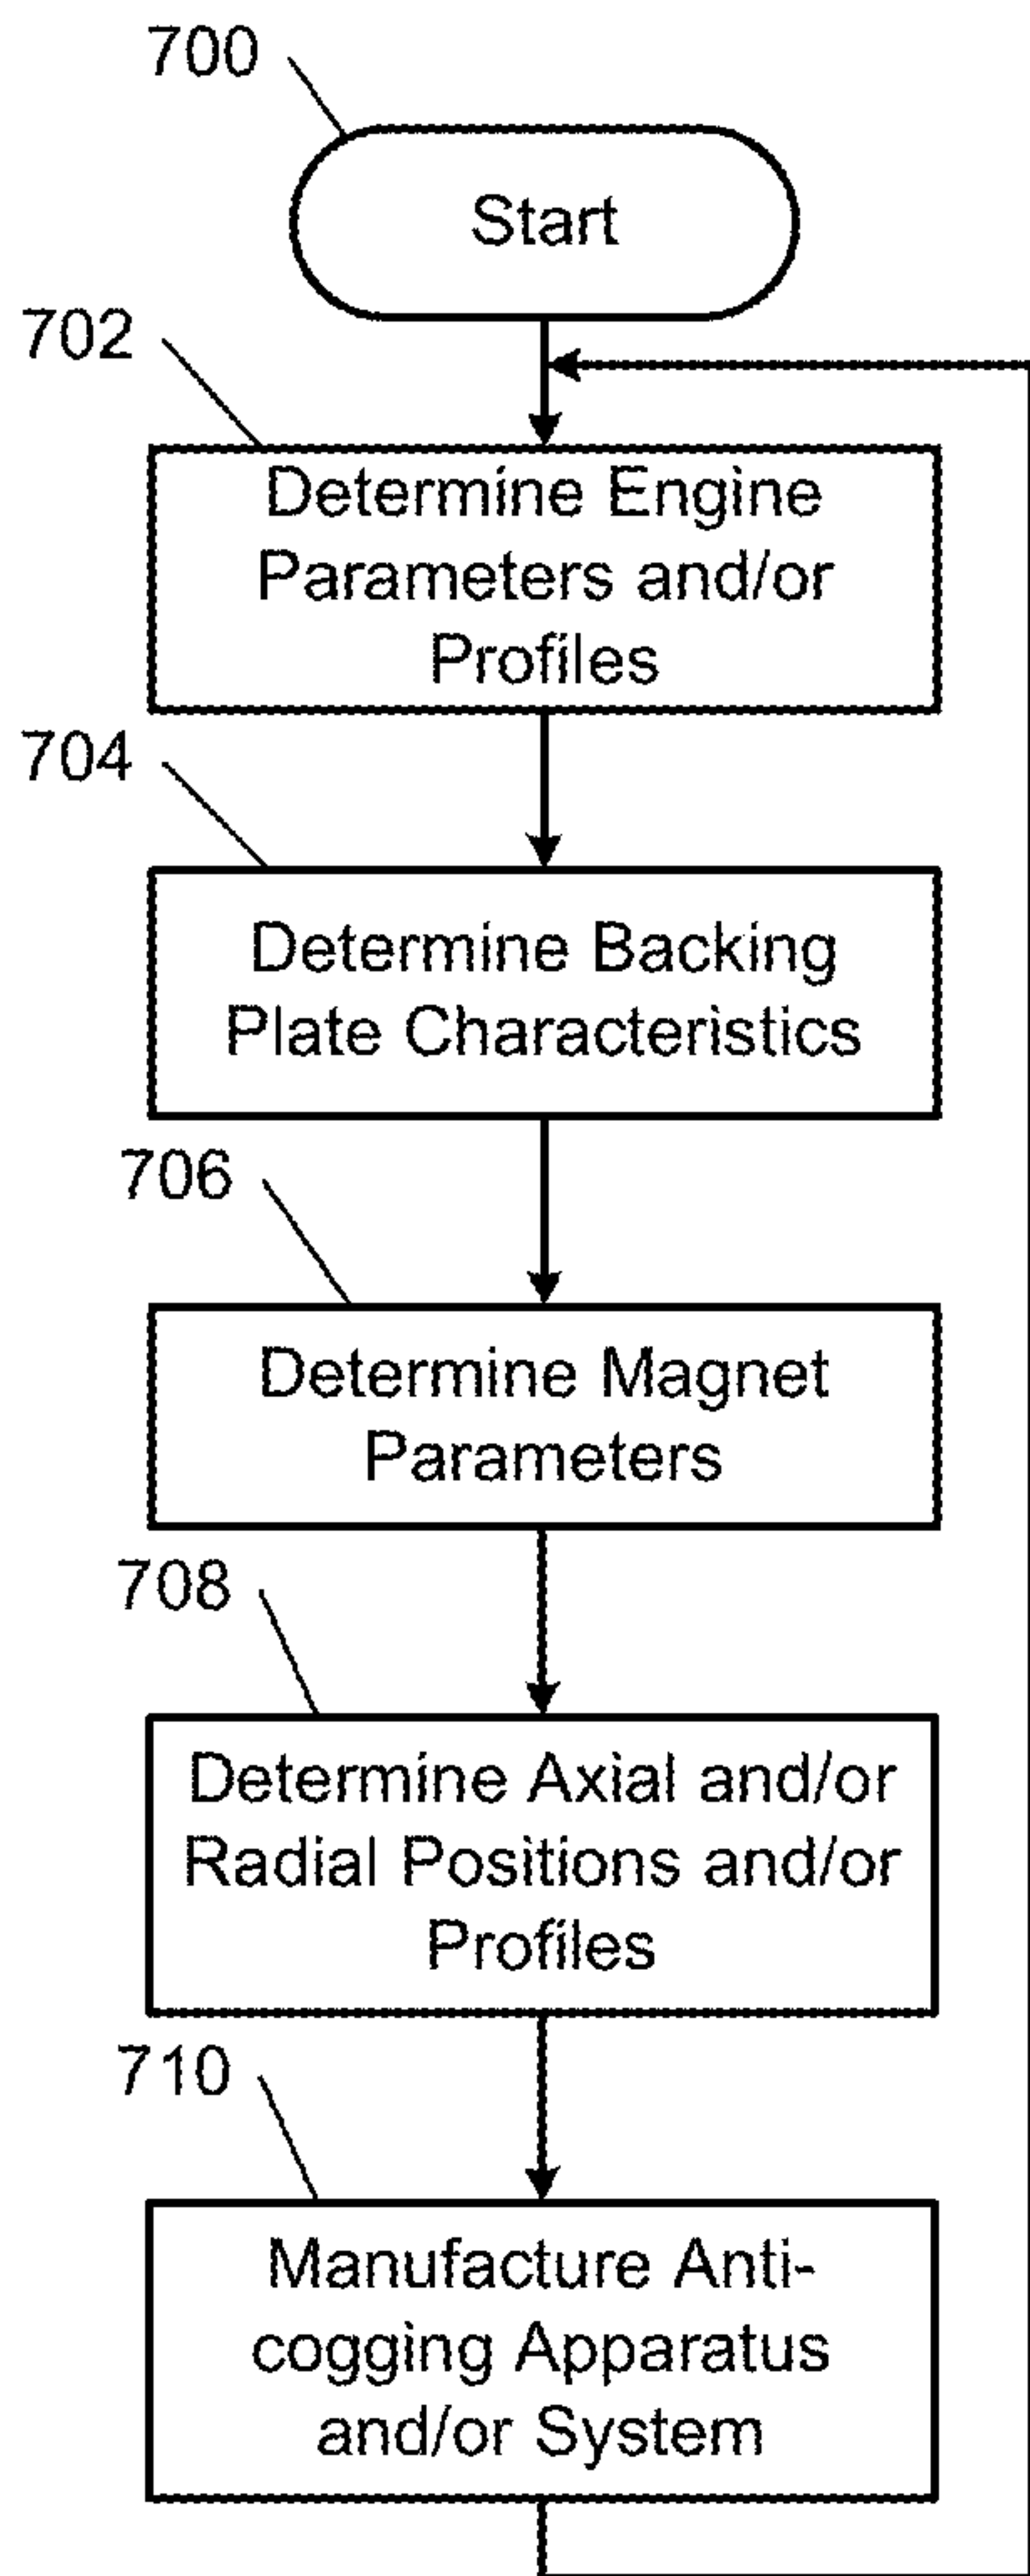 700
Start
702
Determine Engine
Parameters and/or
Profiles
704
Determine Backing
Plate Characteristics
706
Determine Magnet
Parameters
708
Determine Axial and/or
Radial Positions and/or
Profiles
710
Manufacture Anti-
cogging Apparatus
and/or System